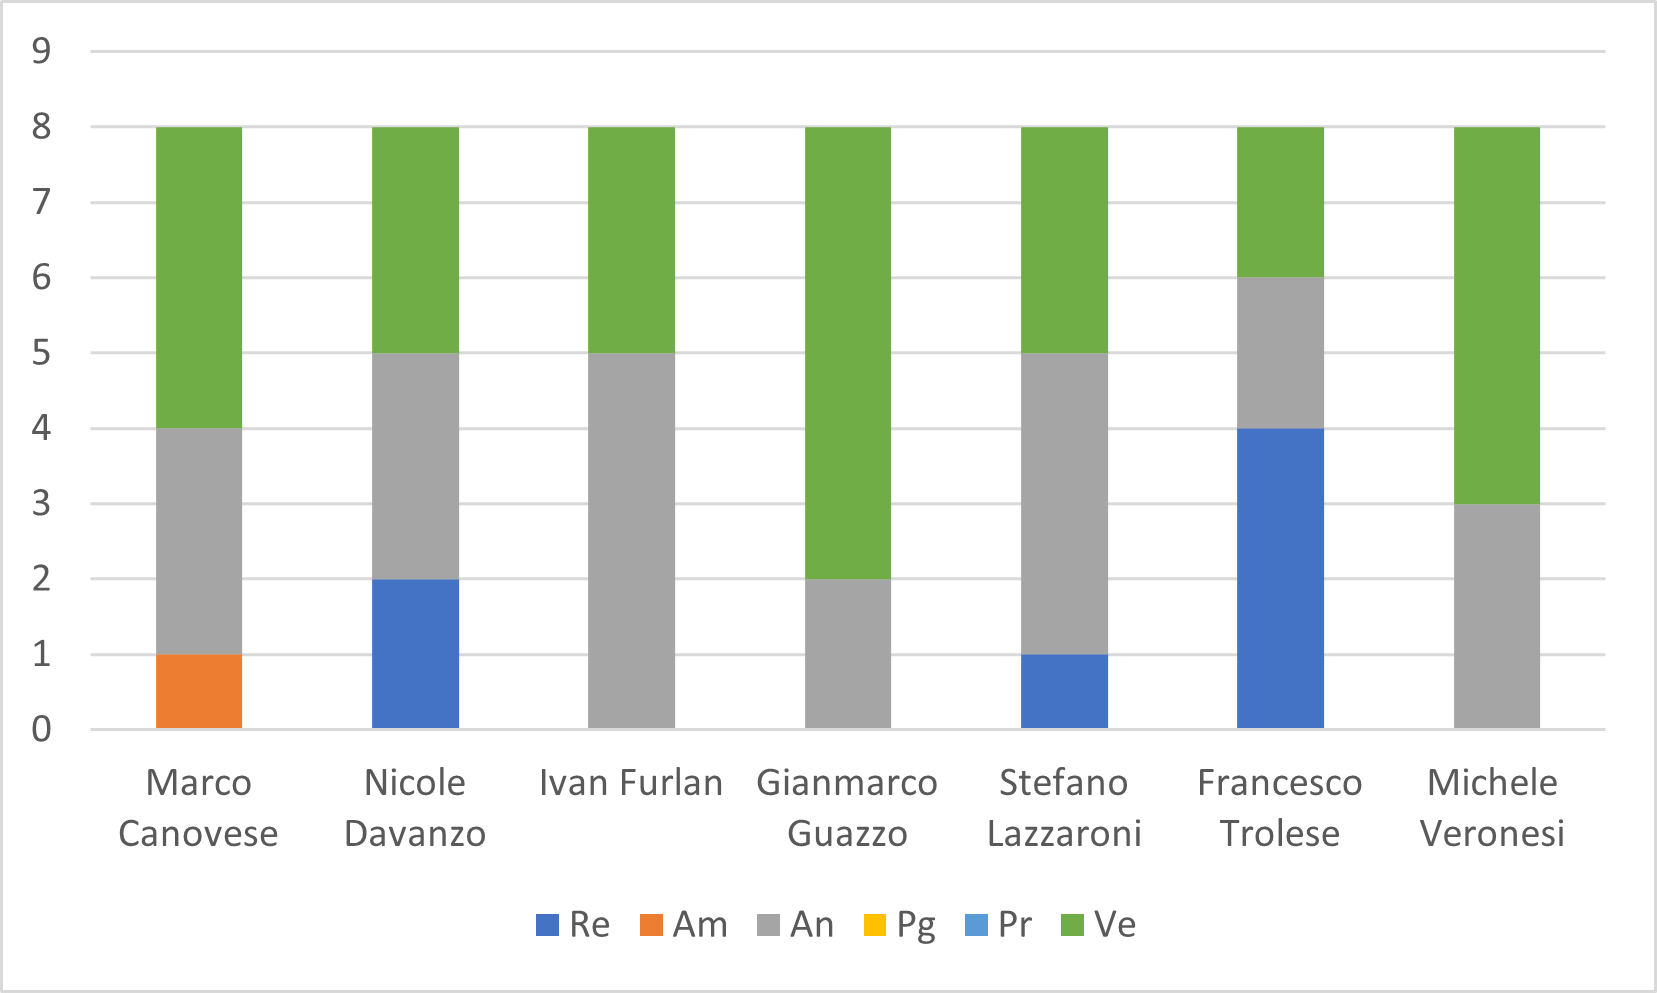 9
8
7
6
5
4
3
2
1
0
Marco Canovese
Nicole Davanzo
Ivan Furlan
Gianmarco Guazzo
Stefano Lazzaroni
Francesco Trolese
Michele Veronesi
Re Am An Pg Pr Ve